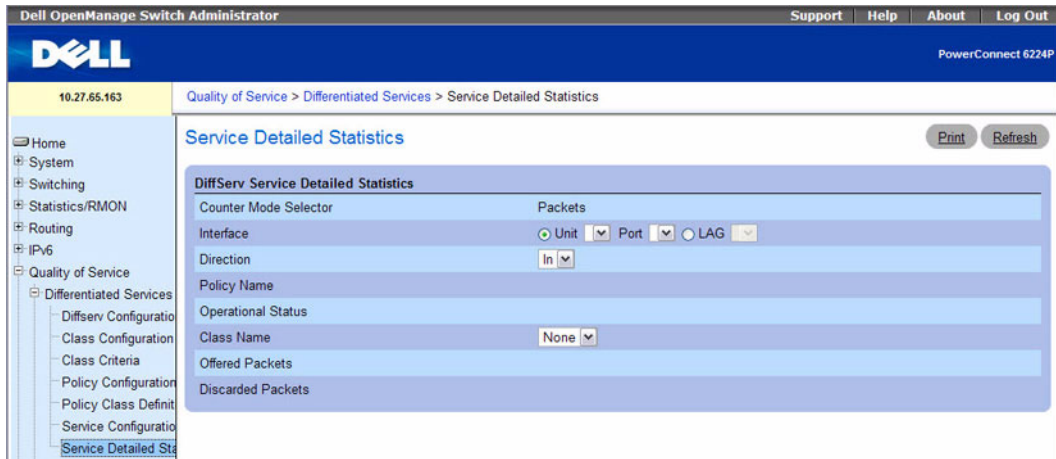 Dell OpenManage Switch Administrator
Support Help About Log Out
DELL
PowerConnect 6224P
10.27.65.163
Quality of Service > Differentiated Services > Service Detailed Statistics
Home
System
Switching
Statistics/RMON
Routing
IPv6
Quality of Service
Differentiated Services
Diffserv Configuratio
Class Configuration
Class Criteria
Policy Configuration
Policy Class Definit
Service Configuratio
Service Detailed Sta
Service Detailed Statistics
Print Refresh
DiffServ Service Detailed Statistics
Counter Mode Selector Packets
Interface Unit Port LAG
Direction In
Policy Name
Operational Status
Class Name None
Offered Packets
Discarded Packets